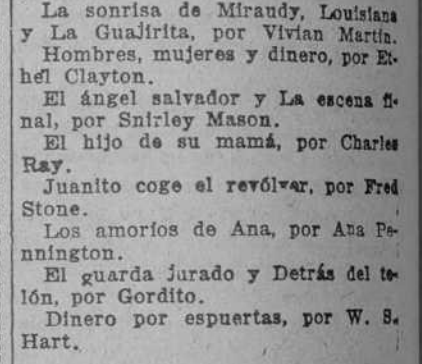 La sonrisa de Miraudy, Louisiana
y La Guajirita, por Vivian Martin.
Hombres, mujeres y dinero, por Et-
hel Clayton.
El ángel salvador y La escena fi-
nal, por Snirley Mason.
El hijo de su mamá, por Charles
Ray.
Juanito coge el revólver, por Fred
Stone.
Los amoríos de Ana, por Ana Pe-
nnington.
El guarda jurado y Detrás del te-
lón, por Gordito.
Dinero por espuertas, por W. S.
Hart.